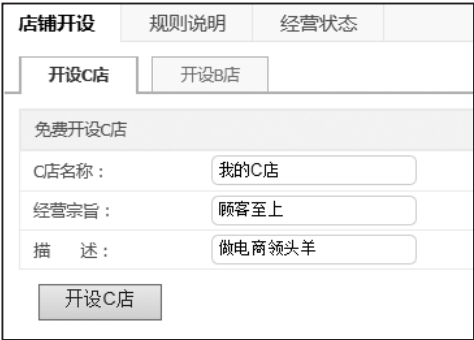 店铺开设 规则说明 经营状态
开设C店 开设B店
免费开设C店
C店名称： 我的C店
经营宗旨： 顾客至上
描 述： 做电商领头羊
开设C店